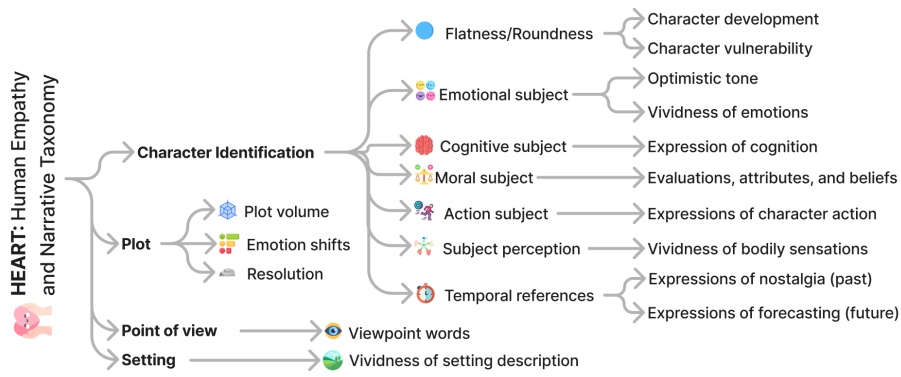 HEART: Human Empathy
and Narrative Taxonomy
Character Identification
Flatness/Roundness
Character development
Character vulnerability
Emotional subject
Optimistic tone
Vividness of emotions
Cognitive subject
Expression of cognition
Moral subject
Evaluations, attributes, and beliefs
Action subject
Expressions of character action
Subject perception
Vividness of bodily sensations
Temporal references
Expressions of nostalgia (past)
Expressions of forecasting (future)
Plot
Plot volume
Emotion shifts
Resolution
Point of view
Viewpoint words
Setting
Vividness of setting description